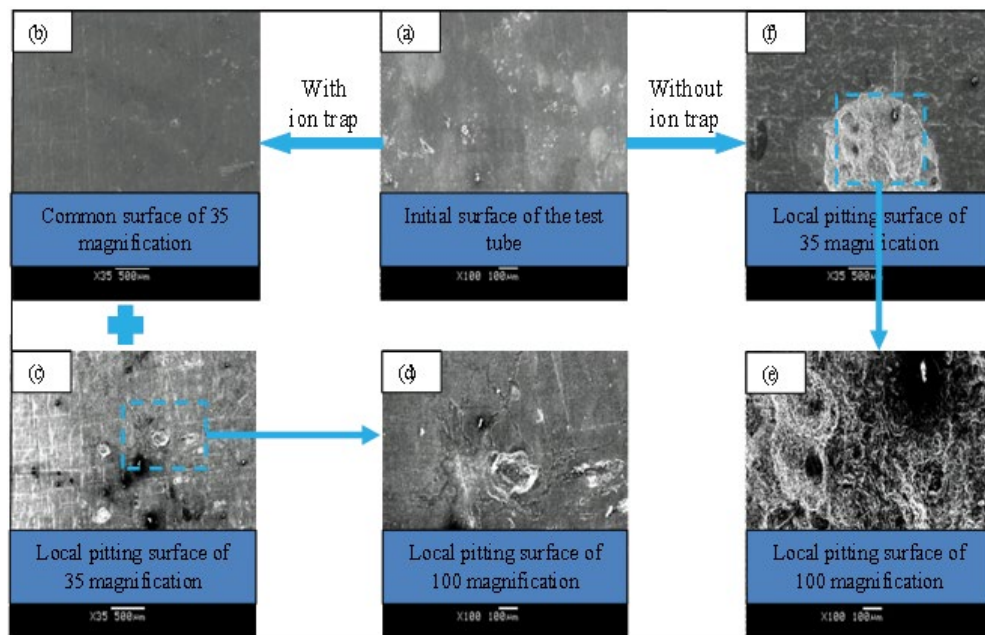 (b)
(a)
(f)
With
ion trap
Without
ion trap
Common surface of 35
magnification
Initial surface of the test
tube
Local pitting surface of
35 magnification
X35 500µm
X100 100µm
X35 500µm
(c)
(d)
(e)
Local pitting surface of
35 magnification
Local pitting surface of
100 magnification
Local pitting surface of
100 magnification
X35 500µm
X100 100µm
X100 100µm